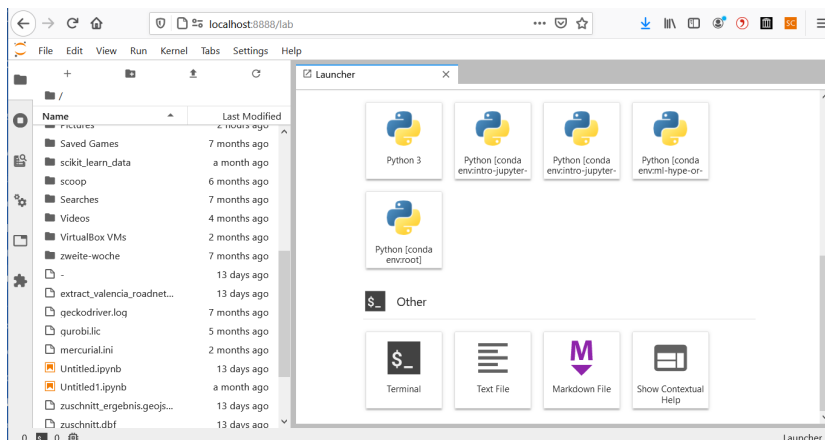 localhost:8888/lab
SC
File Edit View Run Kernel Tabs Settings Help
Launcher
/
Name Last Modified
Pictures 2 hours ago
Saved Games 7 months ago
scikit_learn_data a month ago
scoop 6 months ago
Searches 7 months ago
Videos 4 months ago
VirtualBox VMs 2 months ago
zweite-woche 7 months ago
- 13 days ago
extract_valencia_roadnet... 13 days ago
geckodriver.log 7 months ago
gurobi.lic 5 months ago
mercurial.ini 2 months ago
Untitled.ipynb 13 days ago
Untitled1.ipynb a month ago
zuschnitt_ergebnis.geojs... 13 days ago
zuschnitt.dbf 13 days ago
Python 3
Python [conda
env:intro-jupyter-
Python [conda
env:intro-jupyter-
Python [conda
env:ml-hype-or-
Python [conda
env:root]
$_ Other
$_
Terminal
Text File
M
Markdown File
Show Contextual
Help
0 $_ 0 Launcher